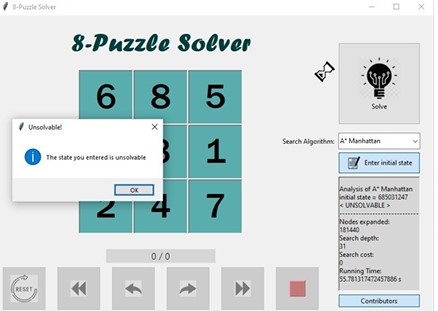 8-Puzzle Solver
8-Puzzle Solver
6 8 5
3 1
2 4 7
Unsolvable!
The state you entered is unsolvable
OK
0 / 0
RESET
Solve
Search Algorithm: A* Manhattan
Enter initial state
Analysis of A* Manhattan
initial state = 685031247
< UNSOLVABLE >
Nodes expanded:
181440
Search depth:
31
Search cost:
0
Running Time:
55.781317472457886 s
Contributors